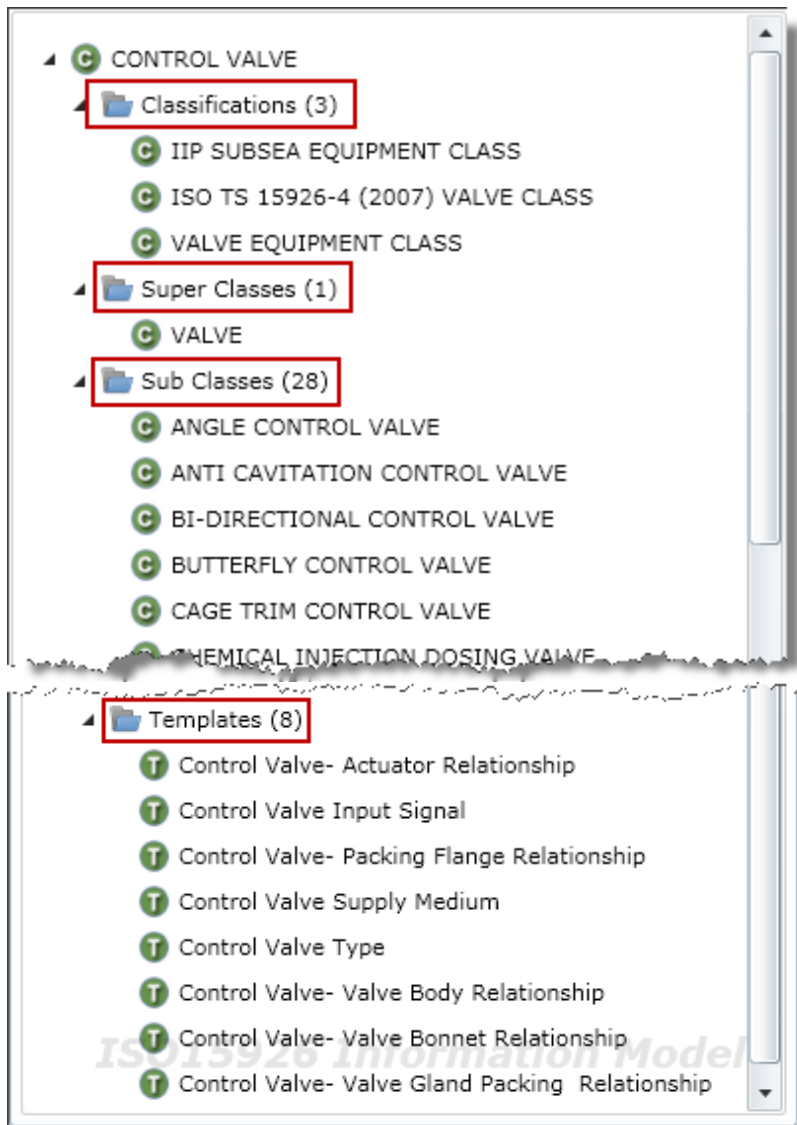 CONTROL VALVE
Classifications (3)
IIP SUBSEA EQUIPMENT CLASS
ISO TS 15926-4 (2007) VALVE CLASS
VALVE EQUIPMENT CLASS
Super Classes (1)
VALVE
Sub Classes (28)
ANGLE CONTROL VALVE
ANTI CAVITATION CONTROL VALVE
BI-DIRECTIONAL CONTROL VALVE
BUTTERFLY CONTROL VALVE
CAGE TRIM CONTROL VALVE
CHEMICAL INJECTION DOSING VALVE
Templates (8)
Control Valve- Actuator Relationship
Control Valve Input Signal
Control Valve- Packing Flange Relationship
Control Valve Supply Medium
Control Valve Type
Control Valve- Valve Body Relationship
Control Valve- Valve Bonnet Relationship
ISO15926 Information Model
Control Valve- Valve Gland Packing  Relationship